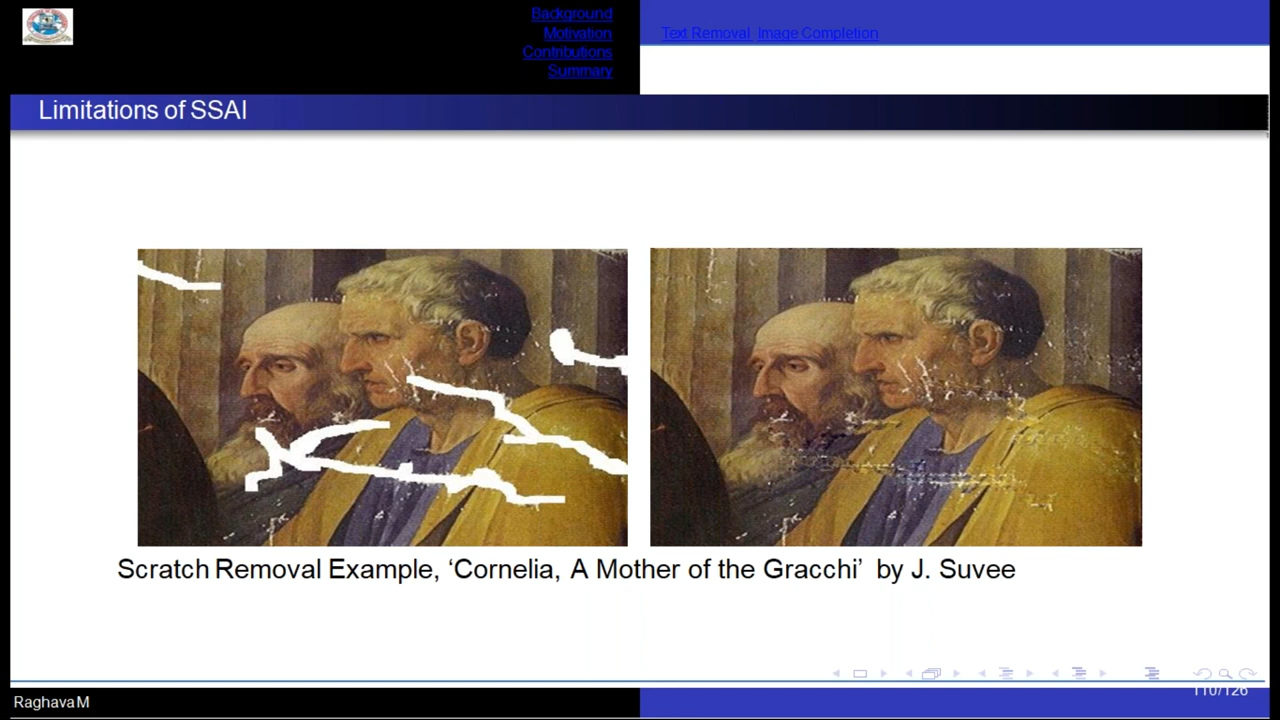 Background
Motivation
Contributions
Summary
Text Removal Image Completion
Limitations of SSAI
Scratch Removal Example, ‘Cornelia, A Mother of the Gracchi’ by J. Suvee
Raghava M
110/126